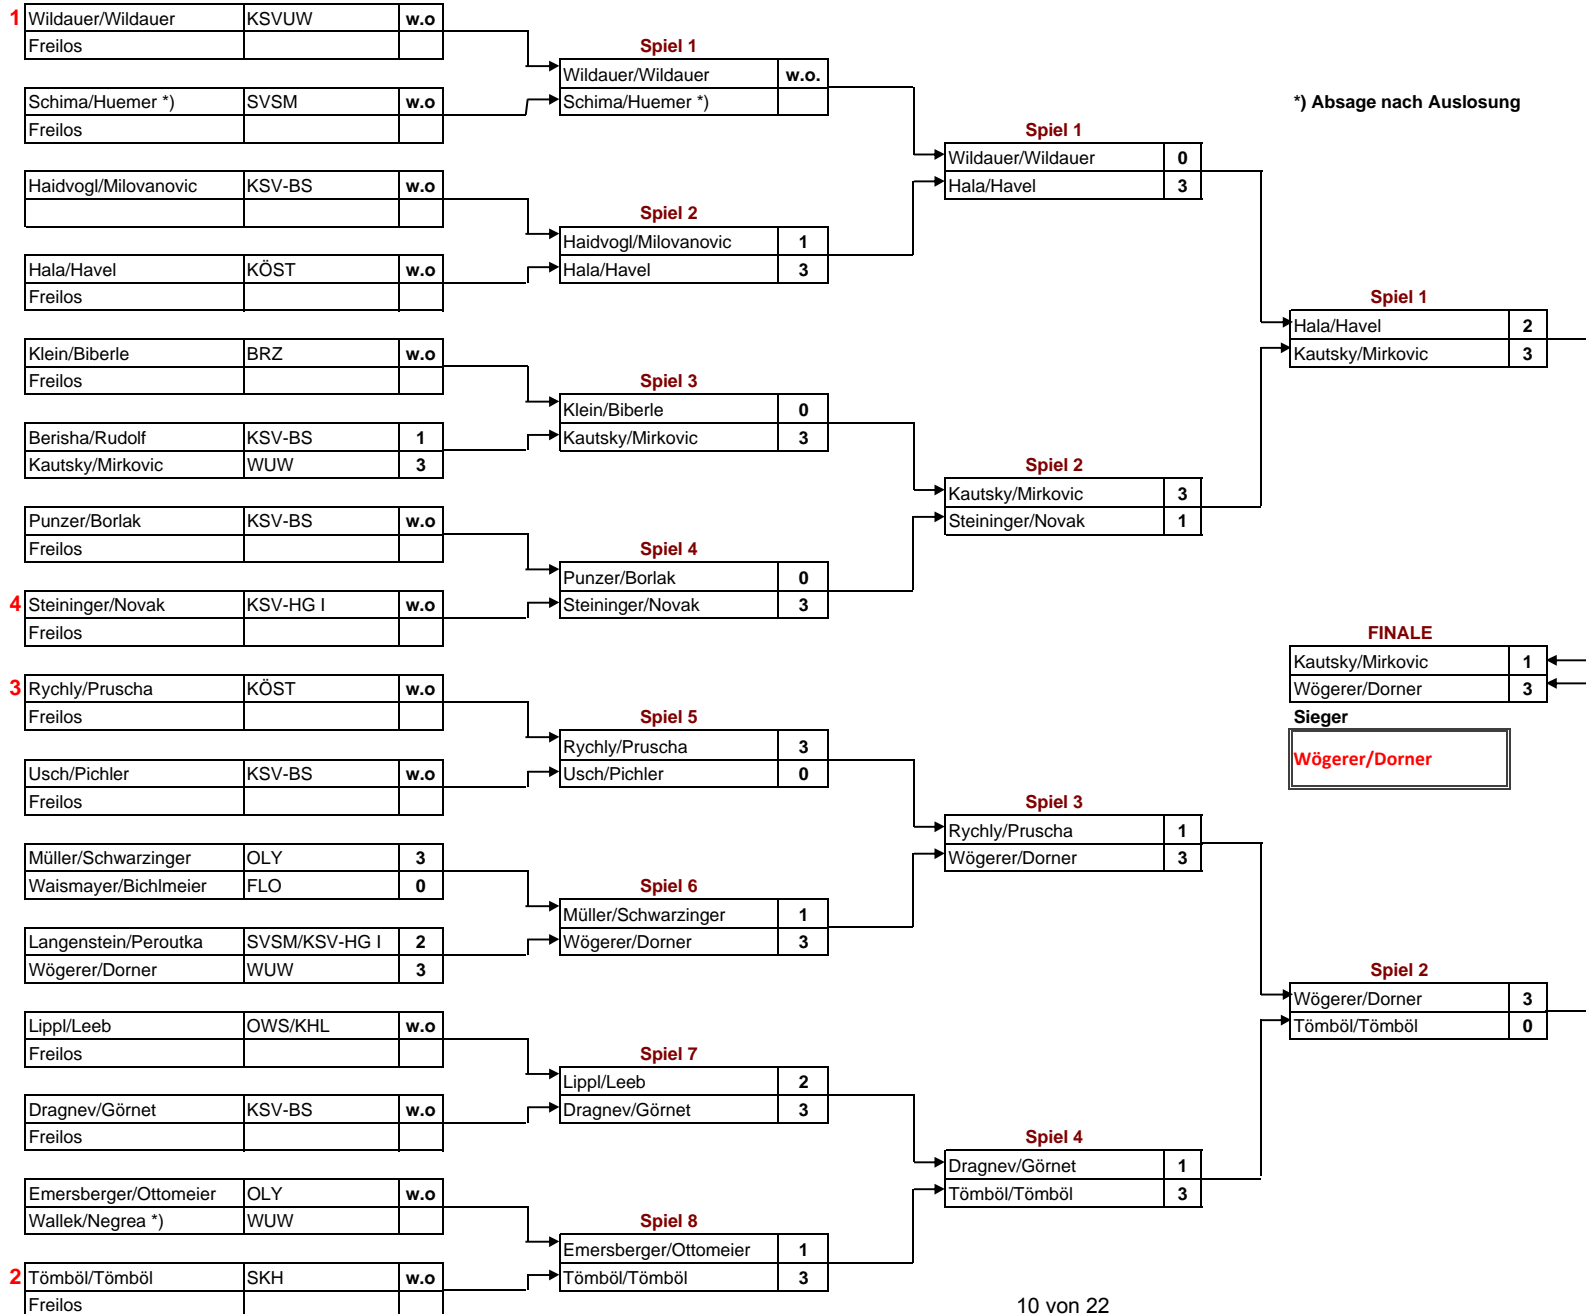 1 Wildauer/Wildauer KSVUW w.o
Freilos
Schima/Huemer *) SVSM w.o
Freilos
Haidvogl/Milovanovic KSV-BS w.o
Hala/Havel KÖST w.o
Freilos
Klein/Biberle BRZ w.o
Freilos
Berisha/Rudolf KSV-BS 1
Kautsky/Mirkovic WUW 3
Punzer/Borlak KSV-BS w.o
Freilos
4 Steininger/Novak KSV-HG I w.o
Freilos
3 Rychly/Pruscha KÖST w.o
Freilos
Usch/Pichler KSV-BS w.o
Freilos
Müller/Schwarzinger OLY 3
Waismayer/Bichlmeier FLO 0
Langenstein/Peroutka SVSM/KSV-HG I 2
Wögerer/Dorner WUW 3
Lippl/Leeb OWS/KHL w.o
Freilos
Dragnev/Görnet KSV-BS w.o
Freilos
Emersberger/Ottomeier OLY w.o
Wallek/Negrea *) WUW
2 Tömböl/Tömböl SKH w.o
Freilos
Spiel 1
Wildauer/Wildauer w.o.
Schima/Huemer *)
Spiel 2
Haidvogl/Milovanovic 1
Hala/Havel 3
Spiel 3
Klein/Biberle 0
Kautsky/Mirkovic 3
Spiel 4
Punzer/Borlak 0
Steininger/Novak 3
Spiel 5
Rychly/Pruscha 3
Usch/Pichler 0
Spiel 6
Müller/Schwarzinger 1
Wögerer/Dorner 3
Spiel 7
Lippl/Leeb 2
Dragnev/Görnet 3
Spiel 8
Emersberger/Ottomeier 1
Tömböl/Tömböl 3
Spiel 1
Wildauer/Wildauer 0
Hala/Havel 3
Spiel 2
Kautsky/Mirkovic 3
Steininger/Novak 1
Spiel 3
Rychly/Pruscha 1
Wögerer/Dorner 3
Spiel 4
Dragnev/Görnet 1
Tömböl/Tömböl 3
*) Absage nach Auslosung
Spiel 1
Hala/Havel 2
Kautsky/Mirkovic 3
FINALE
Kautsky/Mirkovic 1
Wögerer/Dorner 3
Sieger
Wögerer/Dorner
Spiel 2
Wögerer/Dorner 3
Tömböl/Tömböl 0
10 von 22